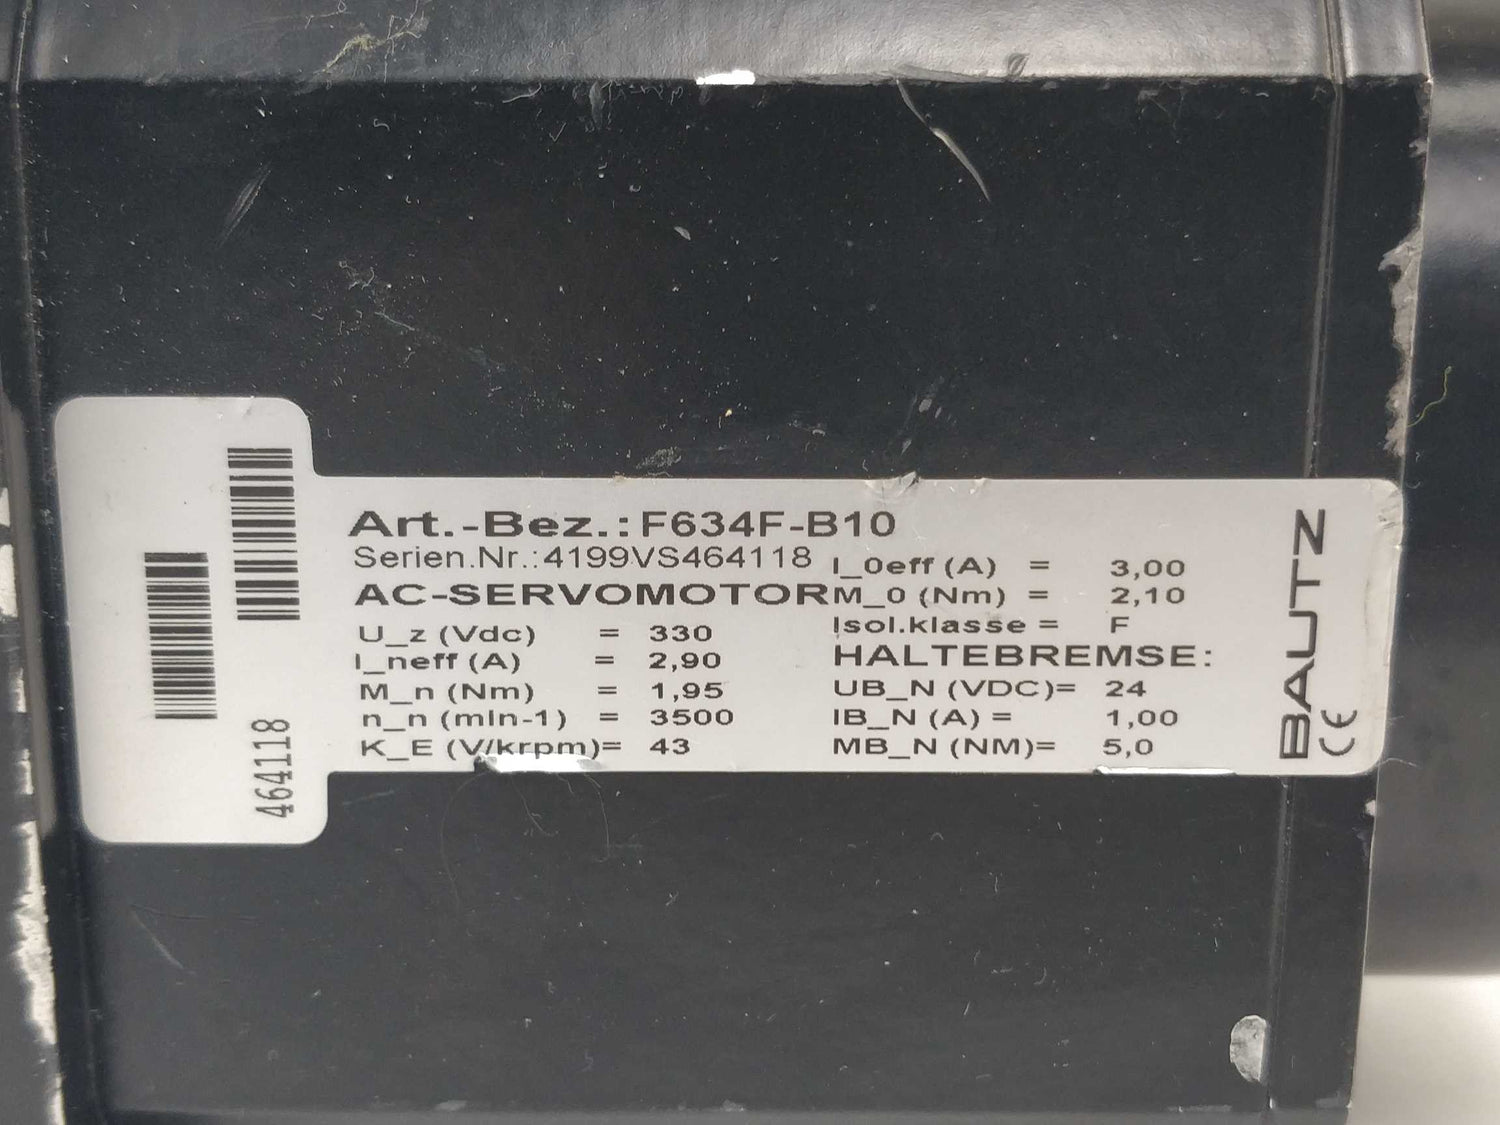 464118
Art.-Bez.: F634F-B10
Serien.Nr.:4199VS464118
AC-SERVOMOTOR
U_z (Vdc) = 330
I_neff (A) = 2,90
M_n (Nm) = 1,95
n_n (mIn-1) = 3500
K_E (V/krpm)= 43
I_0eff (A) = 3,00
M_0 (Nm) = 2,10
Isol.klasse = F
HALTEBREMSE:
UB_N (VDC)= 24
IB_N (A) = 1,00
MB_N (NM)= 5,0
BAUTZ
CE